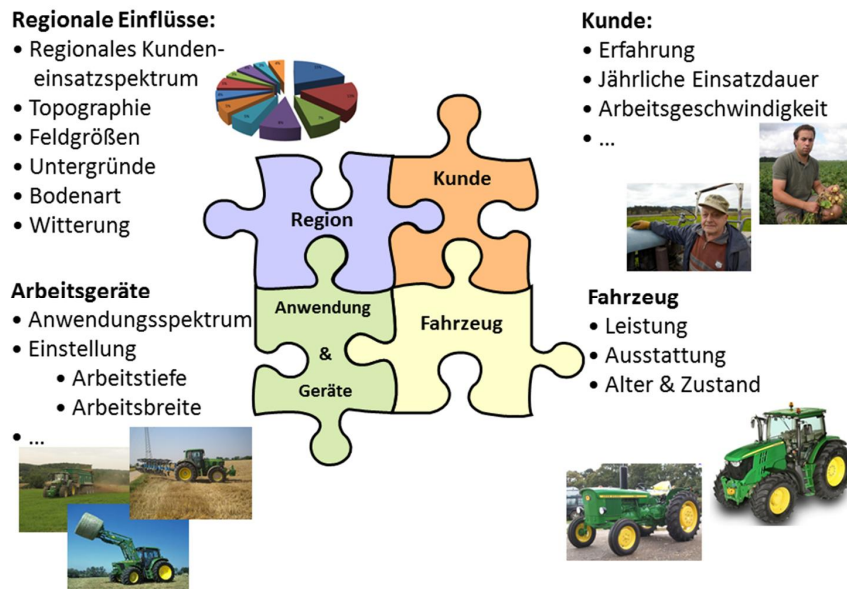 Regionale Einflüsse:
• Regionales Kunden-
einsatzspektrum
• Topographie
• Feldgrößen
• Untergründe
• Bodenart
• Witterung
Kunde:
• Erfahrung
• Jährliche Einsatzdauer
• Arbeitsgeschwindigkeit
• ...
Region
Kunde
Anwendung
&
Geräte
Fahrzeug
Arbeitsgeräte
• Anwendungsspektrum
• Einstellung
• Arbeitstiefe
• Arbeitsbreite
• ...
Fahrzeug
• Leistung
• Ausstattung
• Alter & Zustand